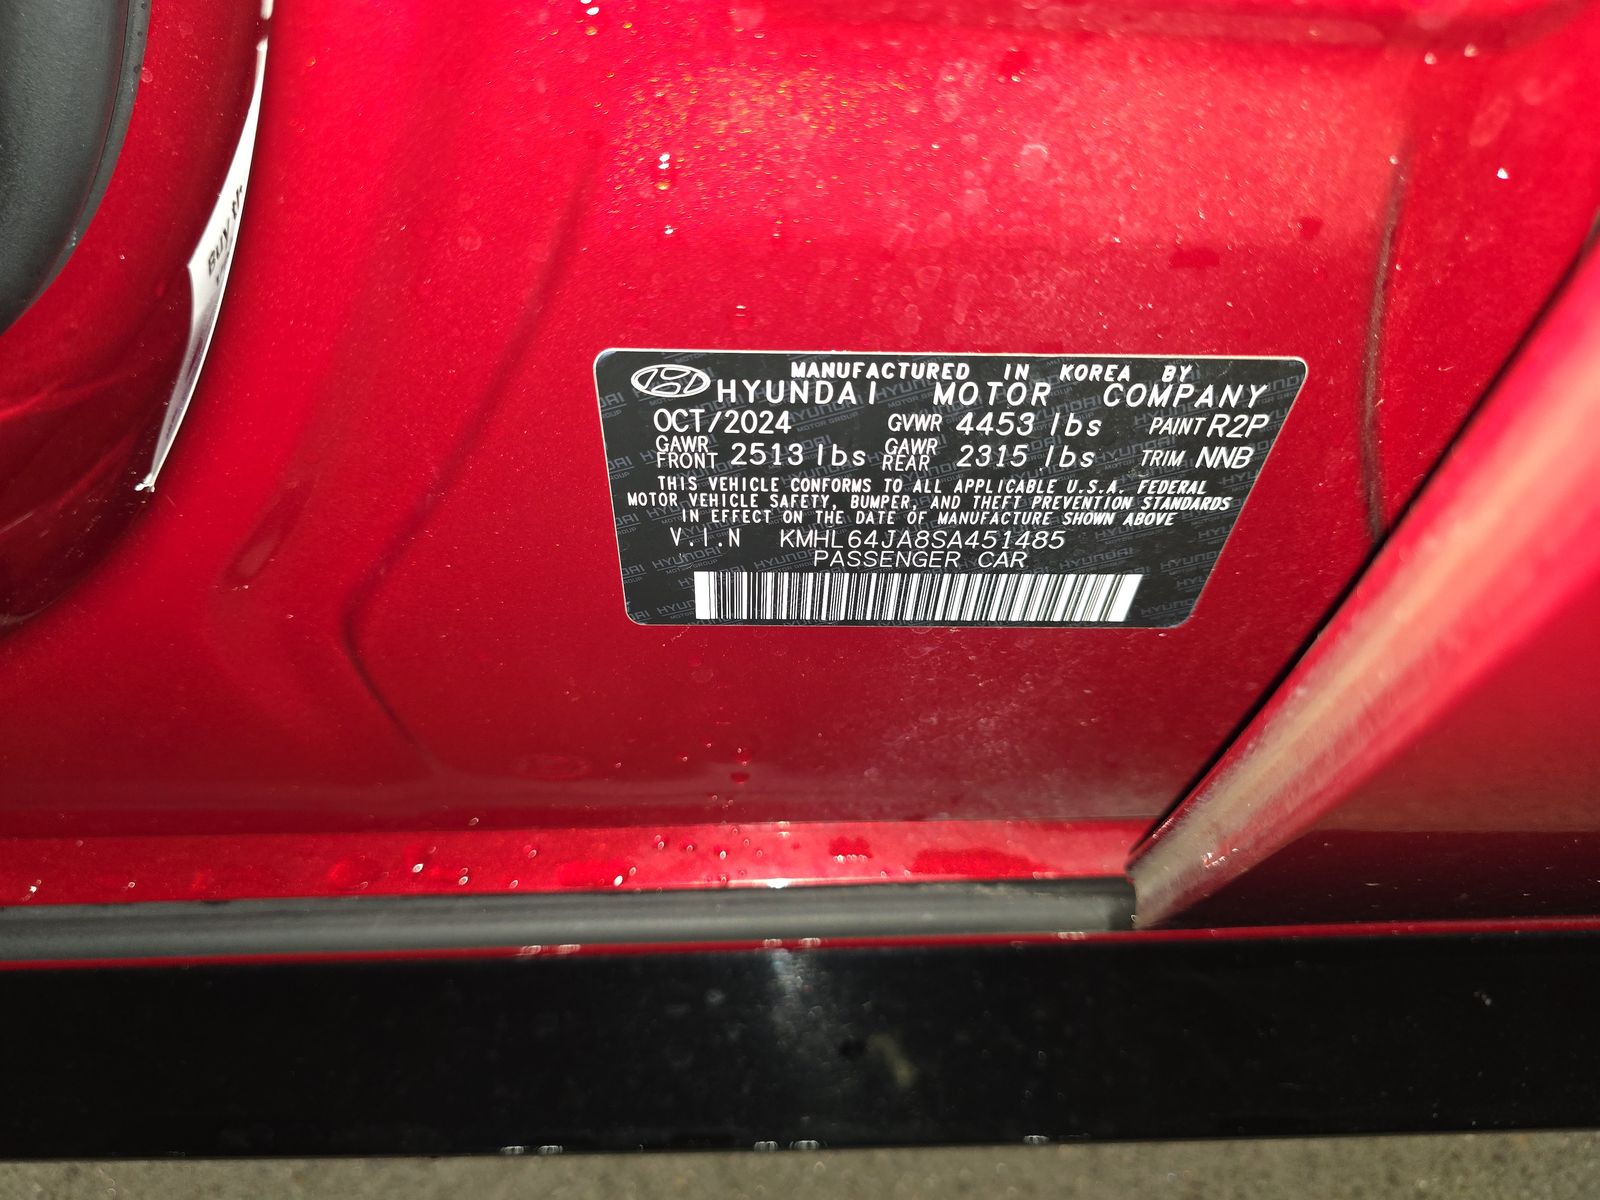 Buy th
MANUFACTURED IN KOREA BY
HYUNDAI MOTOR COMPANY
OCT/2024 GVWR 4453 lbs PAINT R2P
GAWR FRONT 2513 lbs GAWR REAR 2315 lbs TRIM NNB
THIS VEHICLE CONFORMS TO ALL APPLICABLE U.S.A. FEDERAL
MOTOR VEHICLE SAFETY, BUMPER, AND THEFT PREVENTION STANDARDS
IN EFFECT ON THE DATE OF MANUFACTURE SHOWN ABOVE
V.I.N KMHL64JA8SA451485
PASSENGER CAR